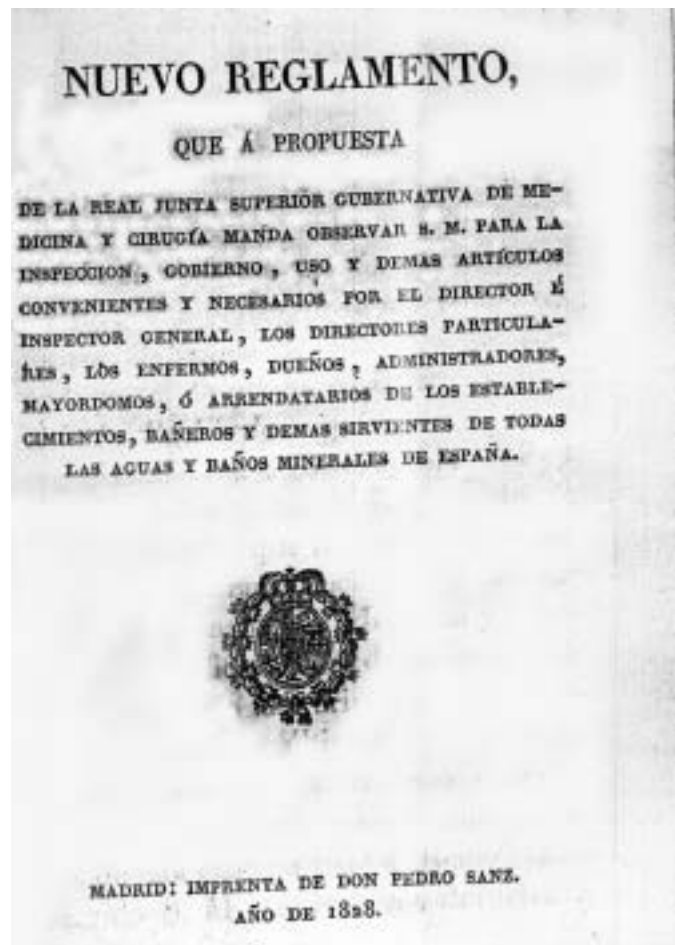 NUEVO REGLAMENTO,
QUE Á PROPUESTA
DE LA REAL JUNTA SUPERIOR GUBERNATIVA DE ME-
DICINA Y CIRUGÍA MANDA OBSERVAR S. M. PARA LA
INSPECCION, GOBIERNO, USO Y DEMAS ARTÍCULOS
CONVENIENTES Y NECESARIOS POR EL DIRECTOR É
INSPECTOR GENERAL, LOS DIRECTORES PARTICULA-
RES, LOS ENFERMOS, DUEÑOS, ADMINISTRADORES,
MAYORDOMOS, Ó ARRENDATARIOS DE LOS ESTABLE-
CIMIENTOS, BAÑEROS Y DEMAS SIRVIENTES DE TODAS
LAS AGUAS Y BAÑOS MINERALES DE ESPAÑA.
MADRID: IMPRENTA DE DON PEDRO SANZ.
AÑO DE 1828.